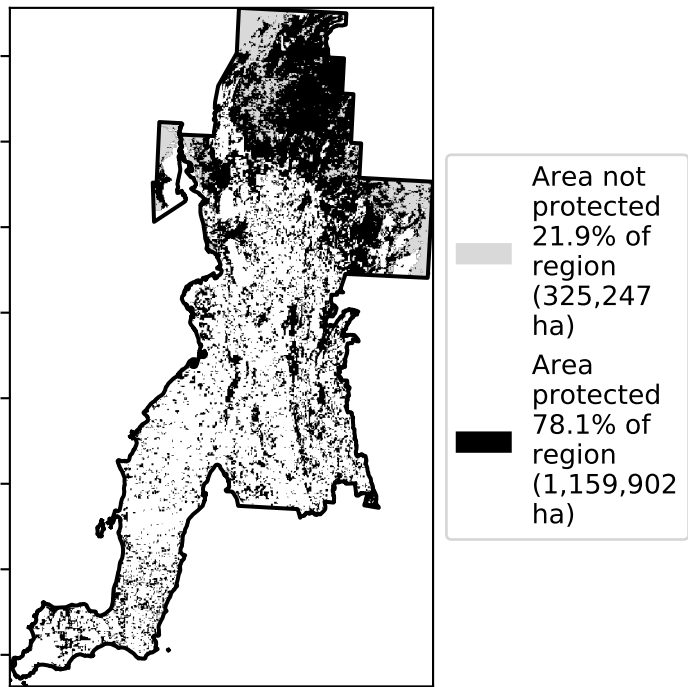 Area not
protected
21.9% of
region
(325,247
ha)
Area
protected
78.1% of
region
(1,159,902
ha)